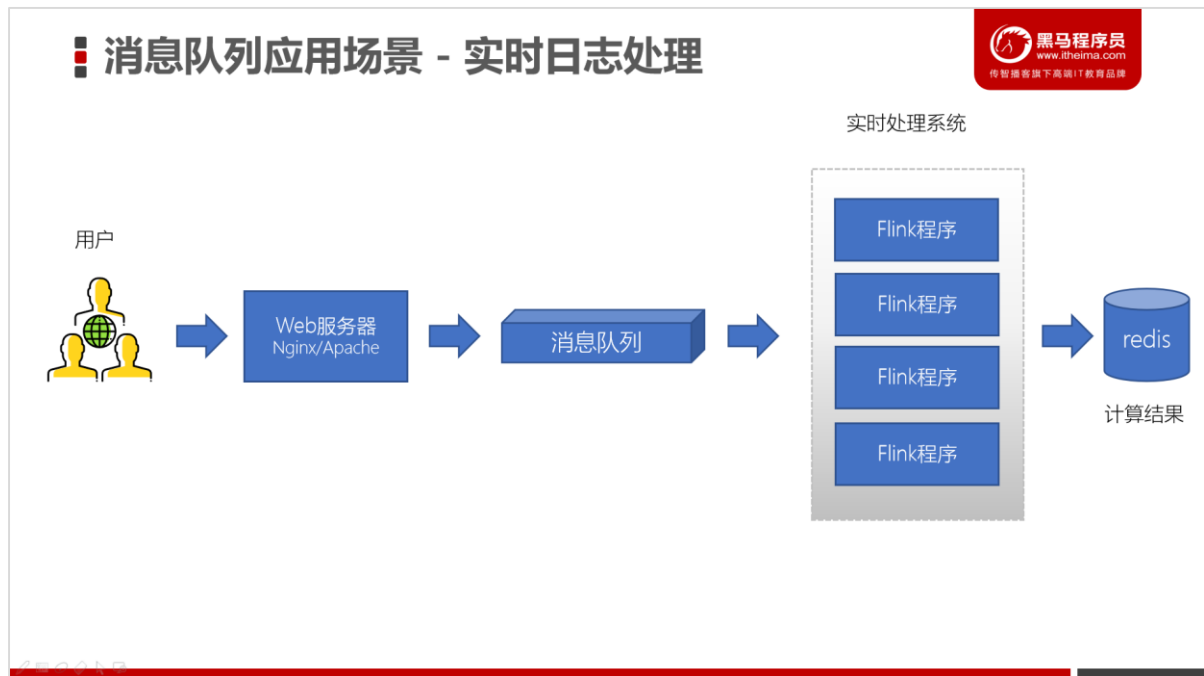 消息队列应用场景 - 实时日志处理
黑马程序员
www.itheima.com
传智播客旗下高端IT教育品牌
实时处理系统
用户
Web服务器
Nginx/Apache
消息队列
Flink程序
Flink程序
Flink程序
Flink程序
redis
计算结果